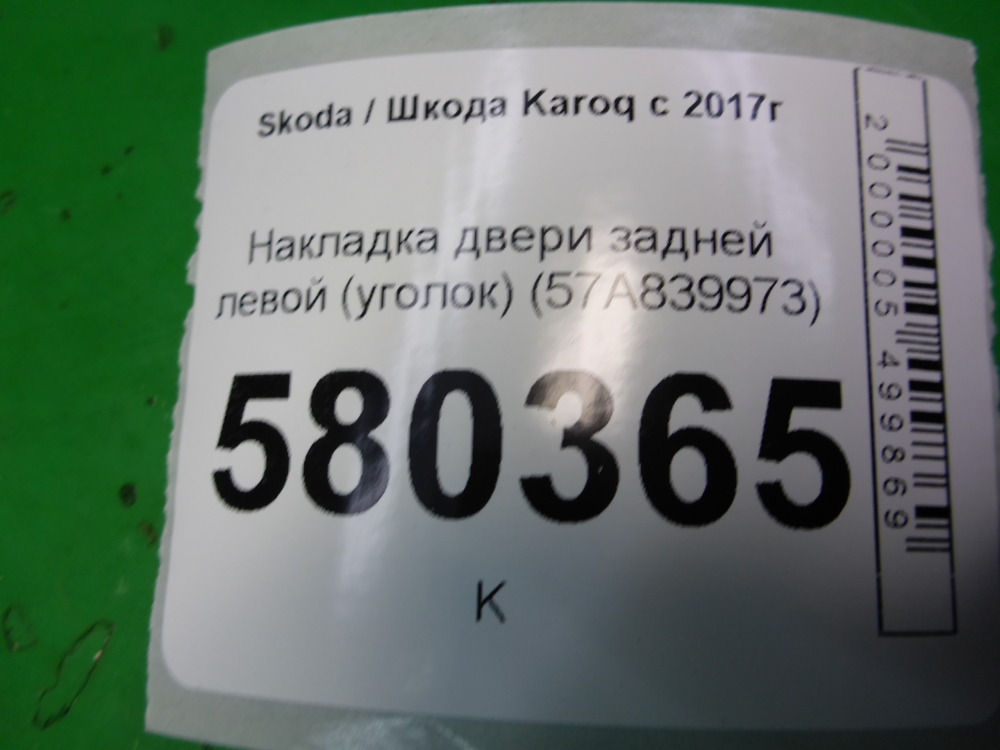 Skoda / Шкода Karoq с 2017г
Накладка двери задней
левой (уголок) (57A839973)
580365
К
2000005499869